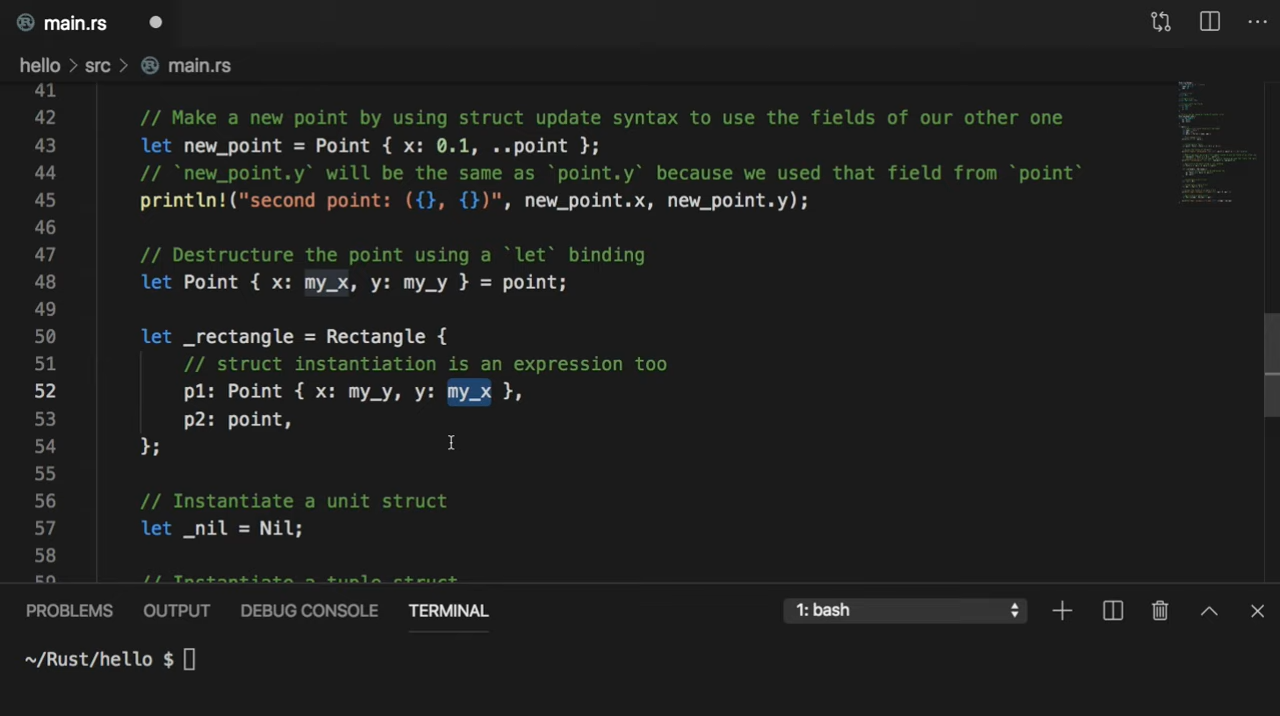 main.rs
hello > src > main.rs
41
42 // Make a new point by using struct update syntax to use the fields of our other one
43 let new_point = Point { x: 0.1, ..point };
44 // `new_point.y` will be the same as `point.y` because we used that field from `point`
45 println!("second point: ({}, {})", new_point.x, new_point.y);
46
47 // Destructure the point using a `let` binding
48 let Point { x: my_x, y: my_y } = point;
49
50 let _rectangle = Rectangle {
51 // struct instantiation is an expression too
52 p1: Point { x: my_y, y: my_x },
53 p2: point,
54 };
55
56 // Instantiate a unit struct
57 let _nil = Nil;
58
59 // Instantiate a tuple struct
PROBLEMS OUTPUT DEBUG CONSOLE TERMINAL 1: bash
~/Rust/hello $